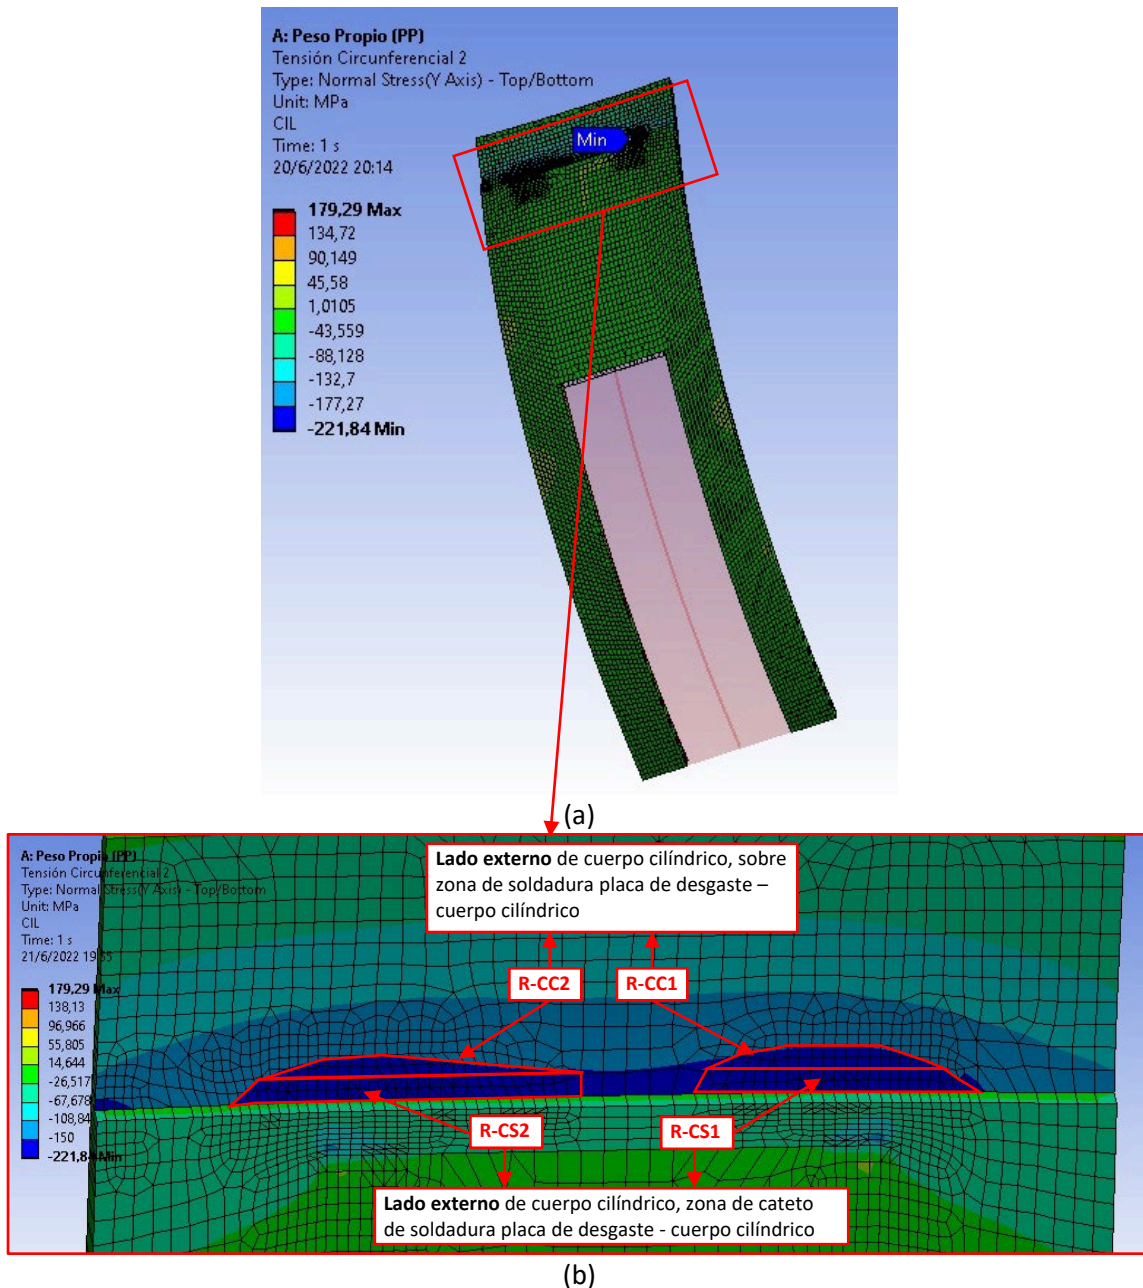 A: Peso Propio (PP)
Tensión Circunferencial 2
Type: Normal Stress(Y Axis) - Top/Bottom
Unit: MPa
CIL
Time: 1 s
20/6/2022 20:14
Min
179,29 Max
134,72
90,149
45,58
1,0105
-43,559
-88,128
-132,7
-177,27
-221,84 Min
(a)
A: Peso Propio (PP)
Tensión Circunferencial 2
Type: Normal Stress(Y Axis) - Top/Bottom
Unit: MPa
CIL
Time: 1 s
21/6/2022 19:
179,29 Max
138,13
96,966
55,805
14,644
-26,517
-67,678
-108,84
-150
-221,84 Min
Lado externo de cuerpo cilíndrico, sobre
zona de soldadura placa de desgaste –
cuerpo cilíndrico
R-CC2 R-CC1
R-CS2 R-CS1
Lado externo de cuerpo cilíndrico, zona de cateto
de soldadura placa de desgaste - cuerpo cilíndrico
(b)